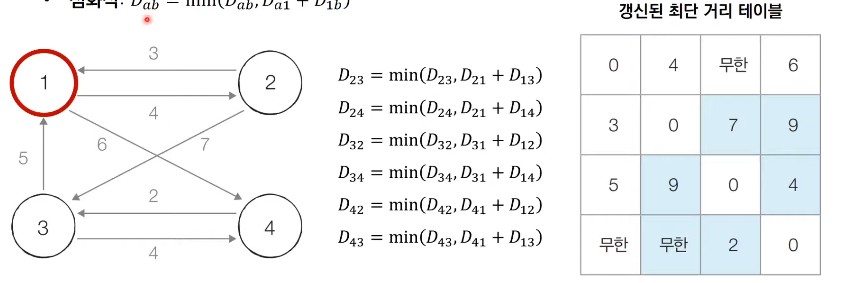 • 점화식: D_ab = min(D_ab, D_a1 + D_1b)
갱신된 최단 거리 테이블
1
2
3
4
3
4
6
7
5
2
4
D_23 = min(D_23, D_21 + D_13)
D_24 = min(D_24, D_21 + D_14)
D_32 = min(D_32, D_31 + D_12)
D_34 = min(D_34, D_31 + D_14)
D_42 = min(D_42, D_41 + D_12)
D_43 = min(D_43, D_41 + D_13)
0 4 무한 6
3 0 7 9
5 9 0 4
무한 무한 2 0